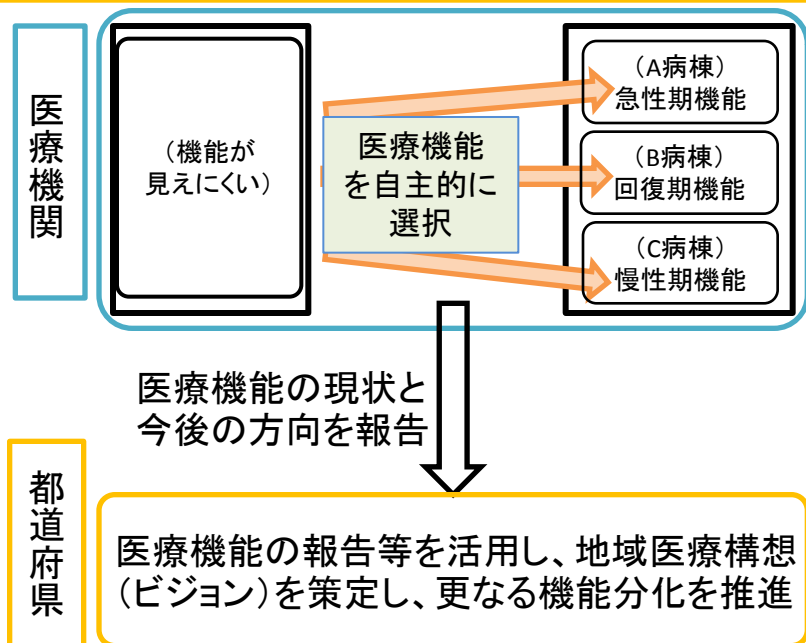 医療機関
（機能が
見えにくい）
医療機能
を自主的に
選択
（A病棟）
急性期機能
（B病棟）
回復期機能
（C病棟）
慢性期機能
医療機能の現状と
今後の方向を報告
都道府県
医療機能の報告等を活用し、地域医療構想
（ビジョン）を策定し、更なる機能分化を推進